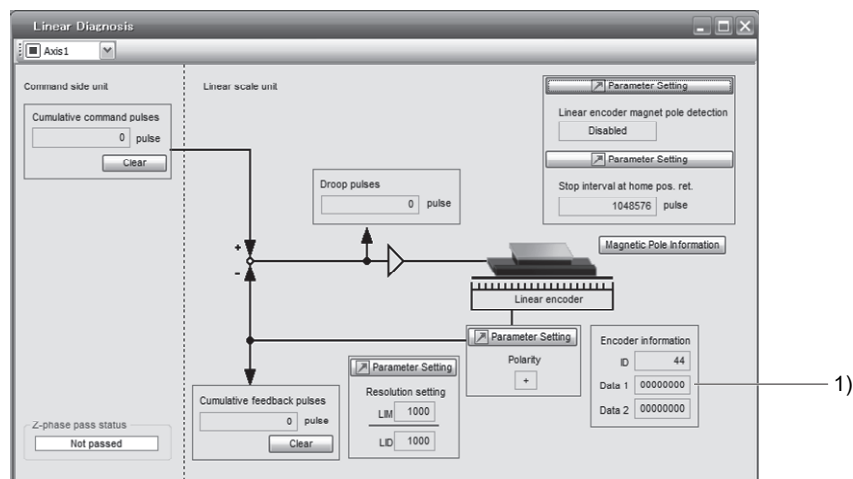 Linear Diagnosis
Axis1
Command side unit
Linear scale unit
Cumulative command pulses
0 pulse
Clear
Parameter Setting
Linear encoder magnet pole detection
Disabled
Parameter Setting
Stop interval at home pos. ret.
1048576 pulse
Droop pulses
0 pulse
Magnetic Pole Information
+
-
Linear encoder
Parameter Setting
Polarity
+
Encoder information
ID 44
Data 1 00000000
Data 2 00000000
1)
Parameter Setting
Resolution setting
LIM 1000
LID 1000
Cumulative feedback pulses
0 pulse
Clear
Z-phase pass status
Not passed